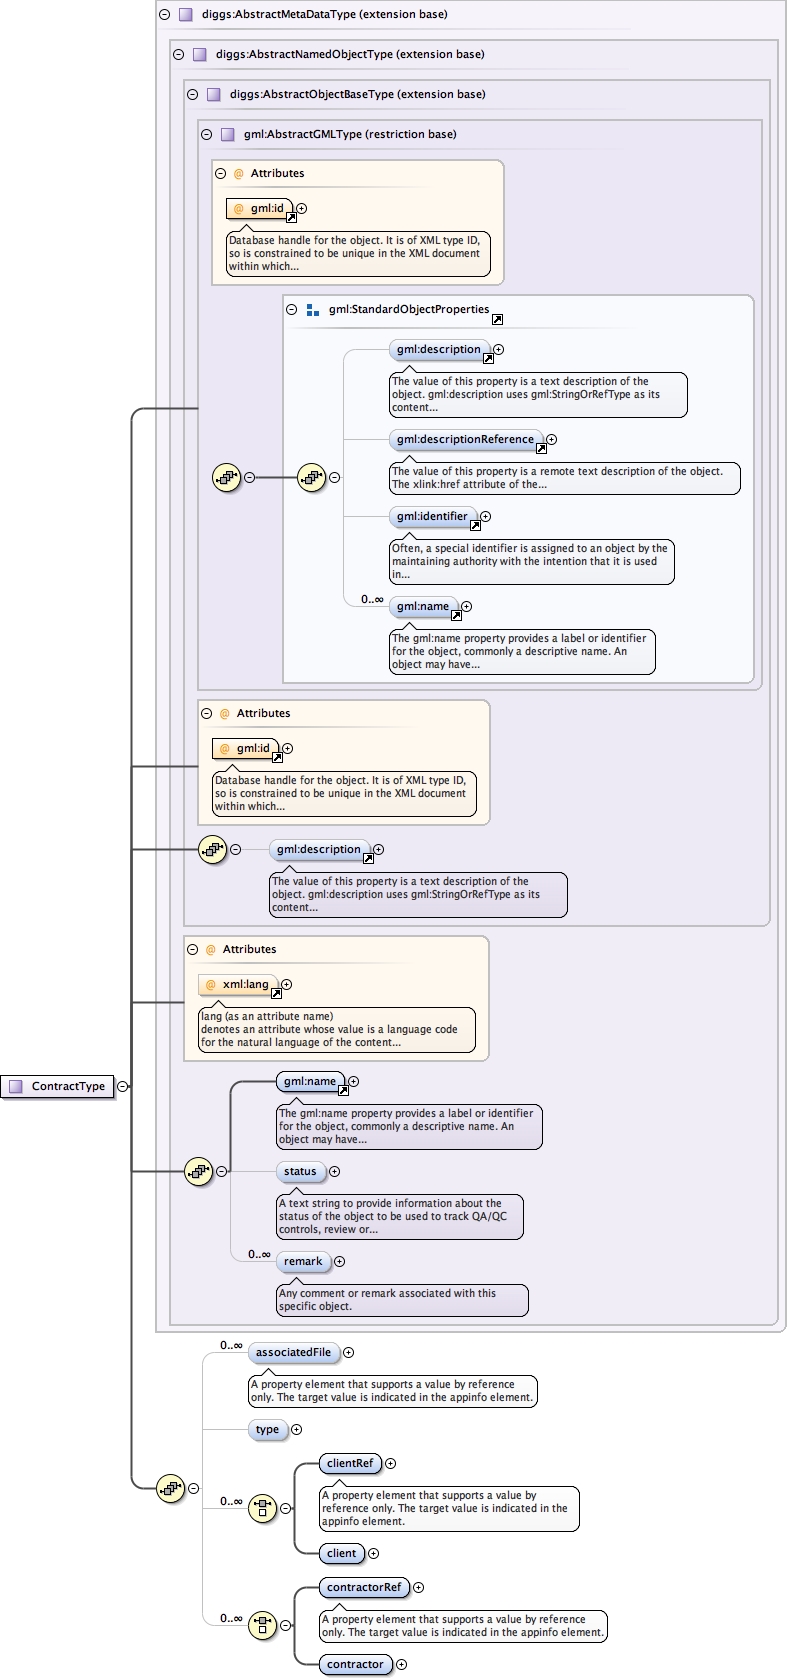 diggs:AbstractMetaDataType (extension base)
diggs:AbstractNamedObjectType (extension base)
diggs:AbstractObjectBaseType (extension base)
gml:AbstractGMLType (restriction base)
@ Attributes
@ gml:id
Database handle for the object. It is of XML type ID,
so is constrained to be unique in the XML document
within which...
gml:StandardObjectProperties
gml:description
The value of this property is a text description of the
object. gml:description uses gml:StringOrRefType as its
content...
gml:descriptionReference
The value of this property is a remote text description of the object.
The xlink:href attribute of the...
gml:identifier
Often, a special identifier is assigned to an object by the
maintaining authority with the intention that it is used
in...
0..∞
gml:name
The gml:name property provides a label or identifier
for the object, commonly a descriptive name. An
object may have...
@ Attributes
@ gml:id
Database handle for the object. It is of XML type ID,
so is constrained to be unique in the XML document
within which...
gml:description
The value of this property is a text description of the
object. gml:description uses gml:StringOrRefType as its
content...
@ Attributes
@ xml:lang
lang (as an attribute name)
denotes an attribute whose value is a language code
for the natural language of the content...
ContractType
gml:name
The gml:name property provides a label or identifier
for the object, commonly a descriptive name. An
object may have...
status
A text string to provide information about the
status of the object to be used to track QA/QC
controls, review or...
0..∞
remark
Any comment or remark associated with this
specific object.
0..∞
associatedFile
A property element that supports a value by reference
only. The target value is indicated in the appinfo element.
type
clientRef
A property element that supports a value by
reference only. The target value is indicated in the
appinfo element.
0..∞
client
contractorRef
A property element that supports a value by reference
only. The target value is indicated in the appinfo element.
0..∞
contractor